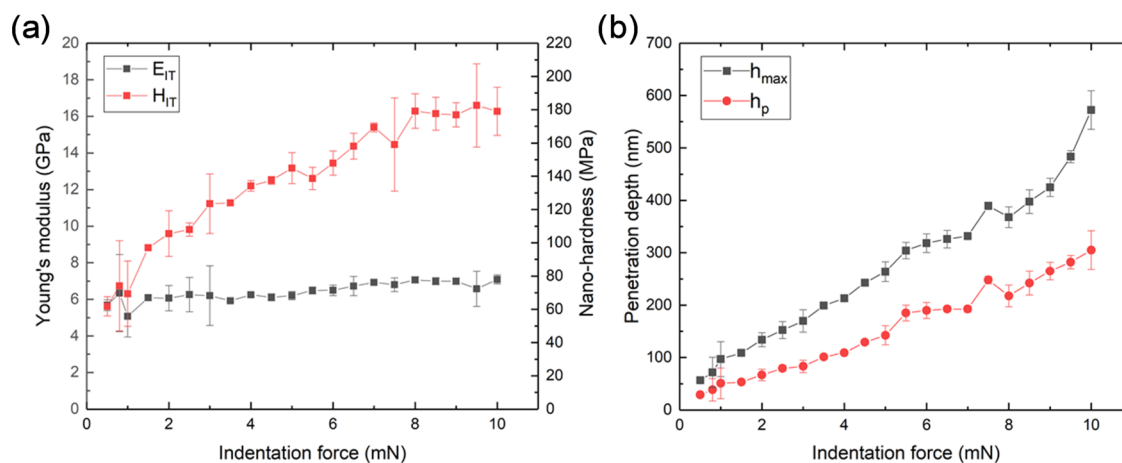 (a)
20
18
16
14
12
10
8
6
4
2
0
Young's modulus (GPa)
E_IT
H_IT
220
200
180
160
140
120
100
80
60
40
20
0
Nano-hardness (MPa)
0 2 4 6 8 10
Indentation force (mN)
(b)
700
600
500
400
300
200
100
0
Penetration depth (nm)
h_max
h_p
0 2 4 6 8 10
Indentation force (mN)